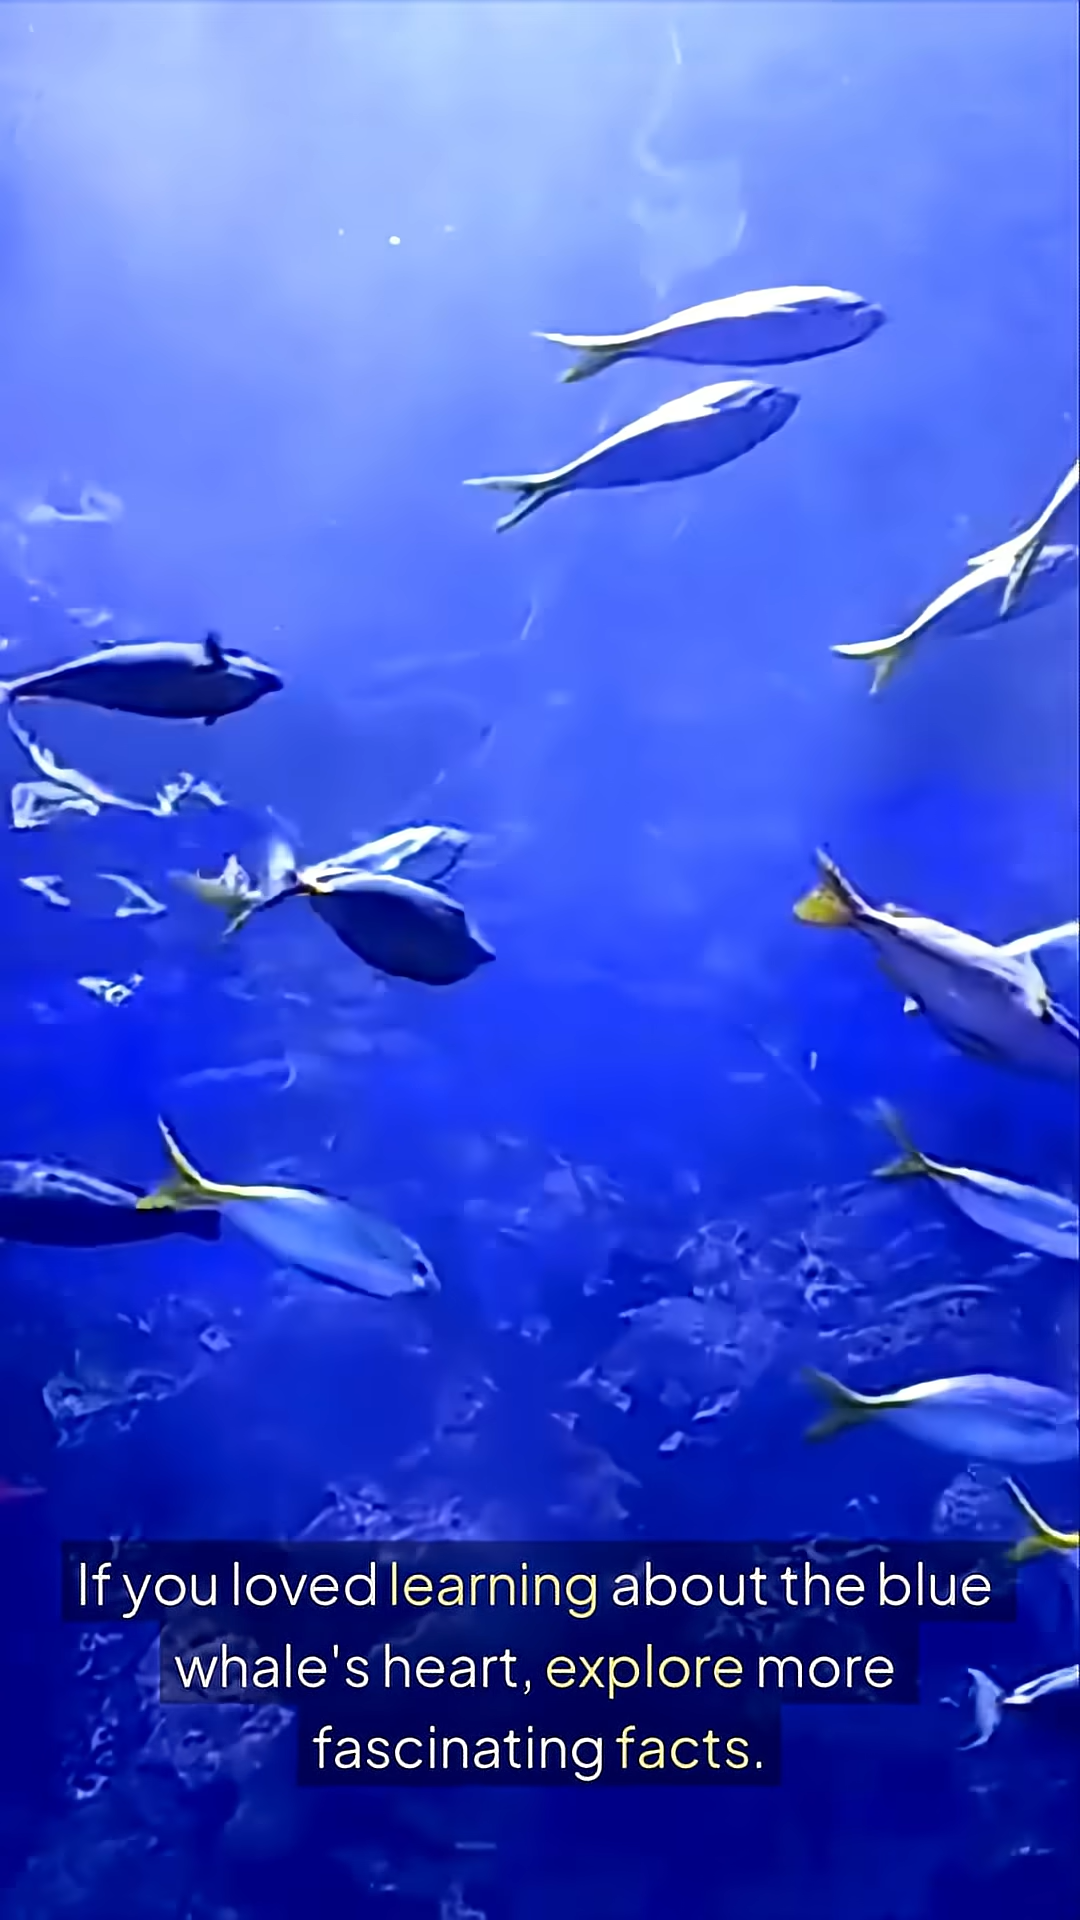 If you loved learning about the blue
whale's heart, explore more
fascinating facts.